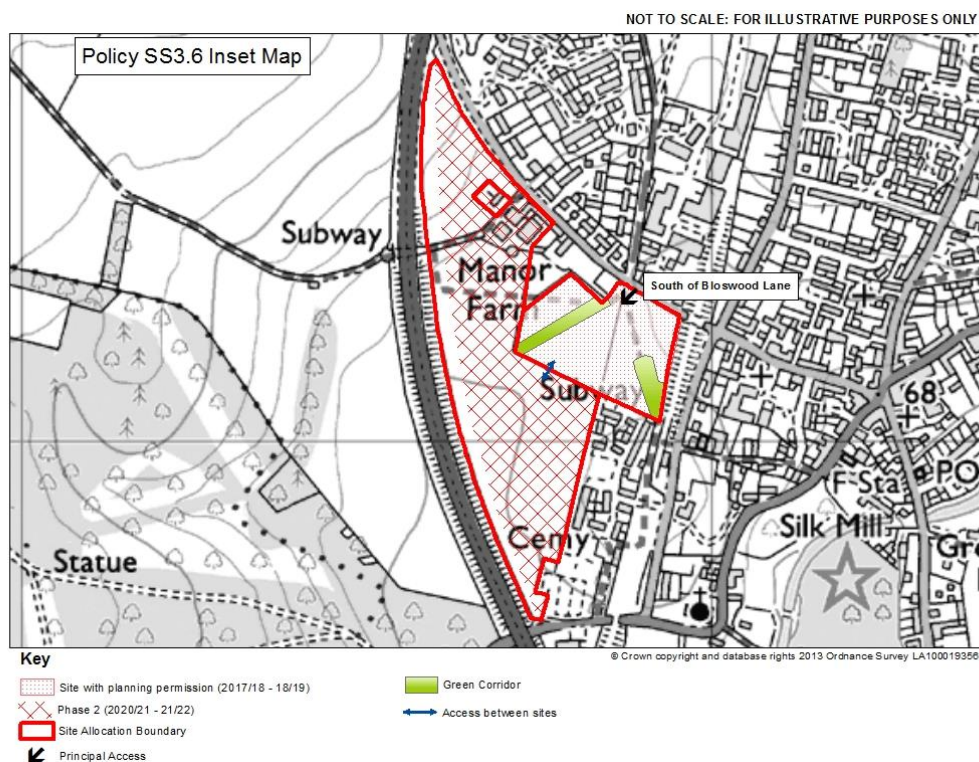 NOT TO SCALE: FOR ILLUSTRATIVE PURPOSES ONLY
Policy SS3.6 Inset Map
Subway
Manor
Farm
South of Bloswood Lane
Subway
68
F Sta
PO
Silk Mill
Gr
Cemy
Statue
Key
© Crown copyright and database rights 2013 Ordnance Survey LA100019356
Site with planning permission (2017/18 - 18/19)
Green Corridor
Phase 2 (2020/21 - 21/22)
Access between sites
Site Allocation Boundary
Principal Access